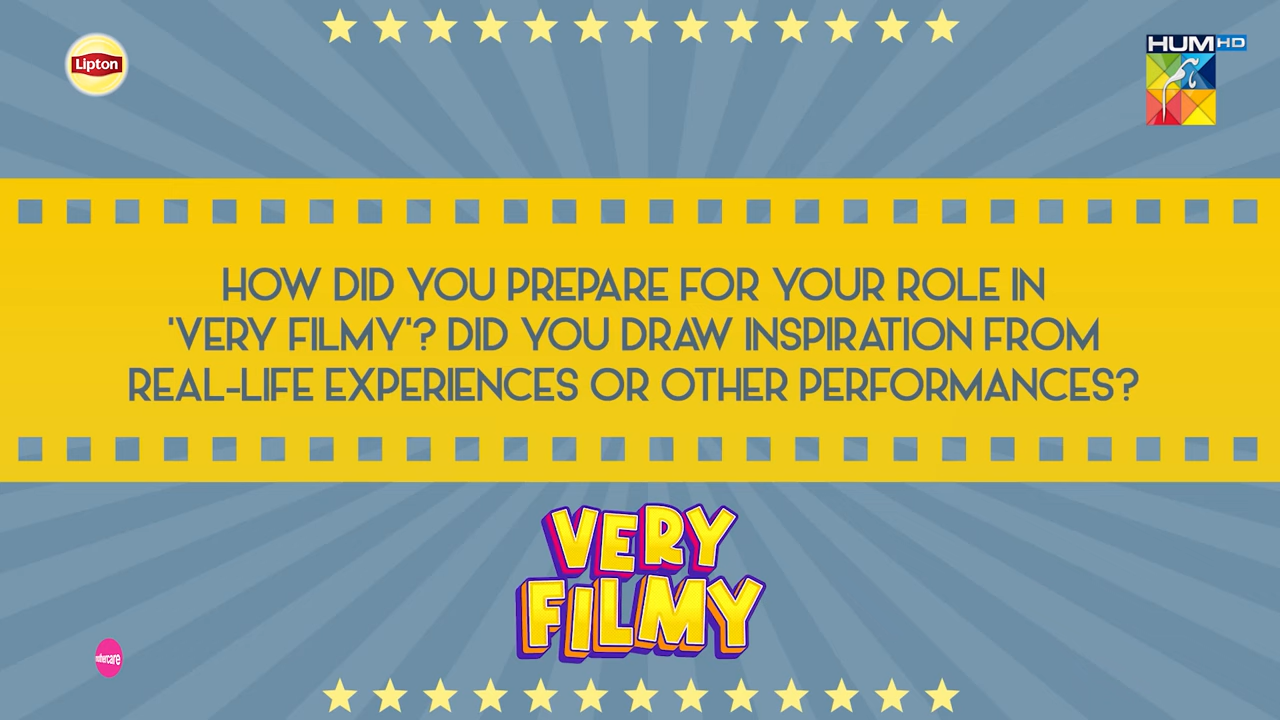 Lipton
HUM HD
HOW DID YOU PREPARE FOR YOUR ROLE IN
'VERY FILMY'? DID YOU DRAW INSPIRATION FROM
REAL-LIFE EXPERIENCES OR OTHER PERFORMANCES?
VERY
FILMY
mothercare